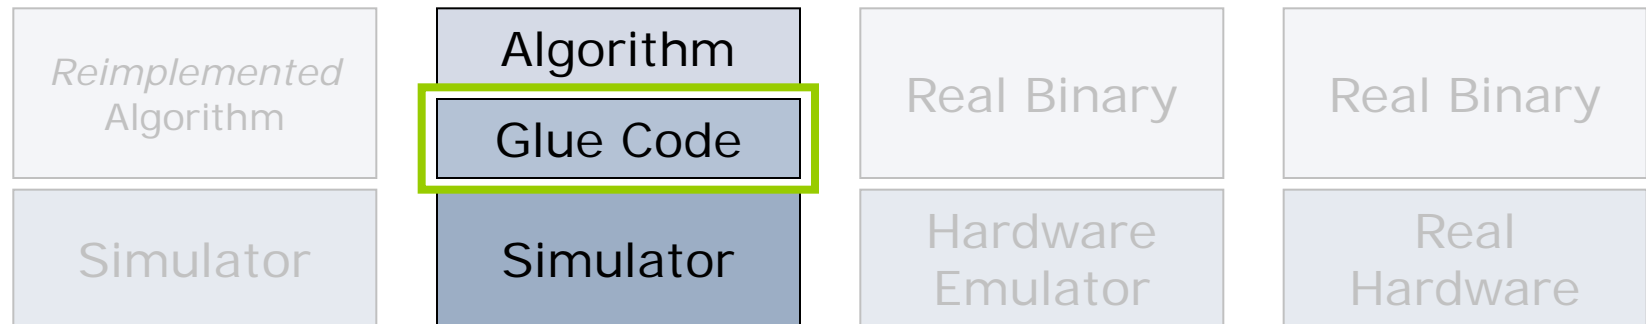 Reimplemented
Algorithm
Simulator
Algorithm
Glue Code
Simulator
Real Binary
Hardware
Emulator
Real Binary
Real
Hardware